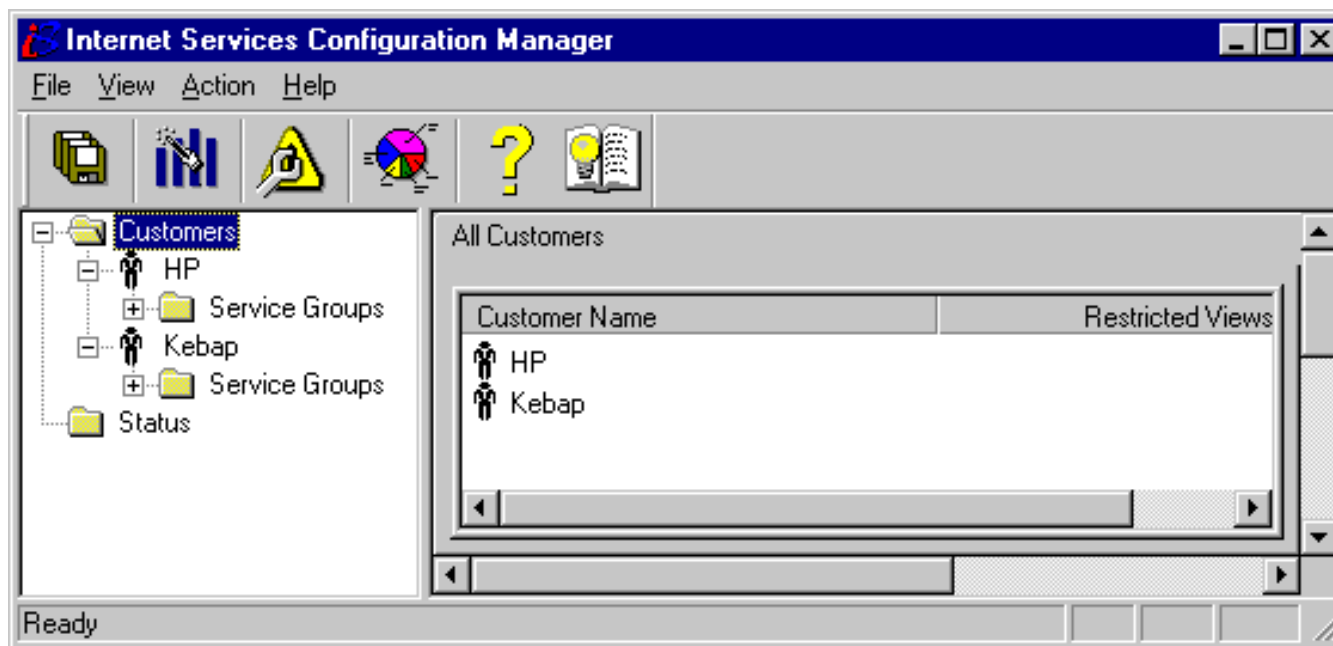 Internet Services Configuration Manager
File View Action Help
Customers
HP
Service Groups
Kebap
Service Groups
Status
All Customers
Customer Name Restricted Views
HP
Kebap
Ready